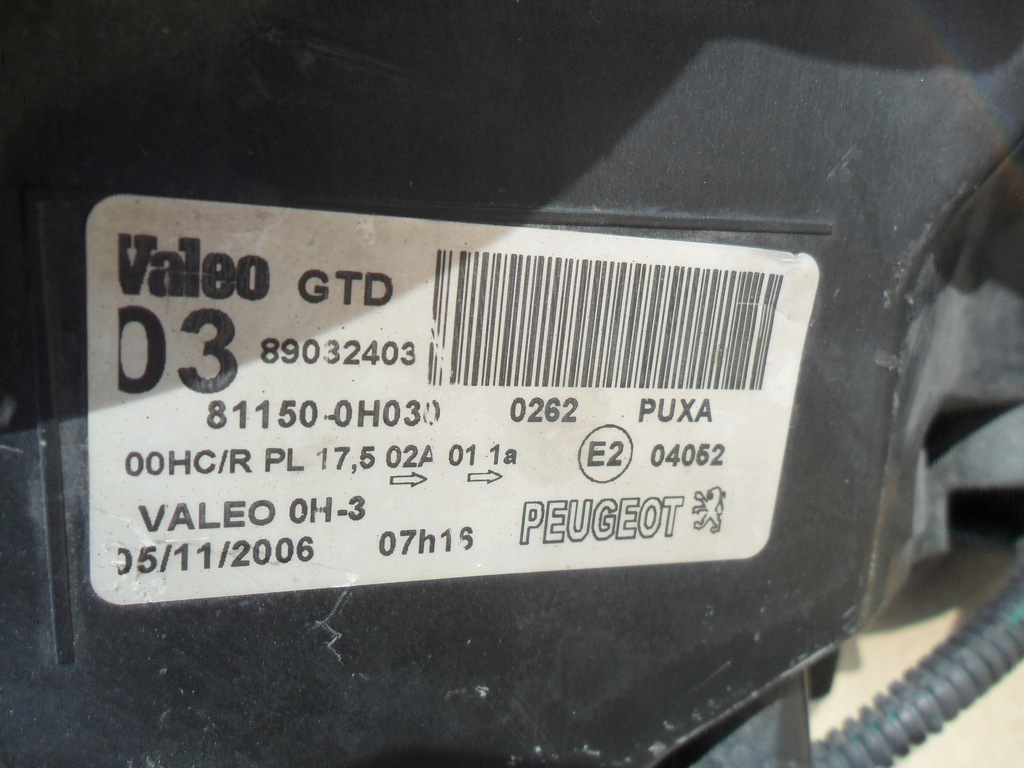 Valeo GTD
03 89032403
81150-0H030 0262 PUXA
00HC/R PL 17,5 02A 01 1a E2 04052
VALEO 0H-3 PEUGEOT
05/11/2006 07h16